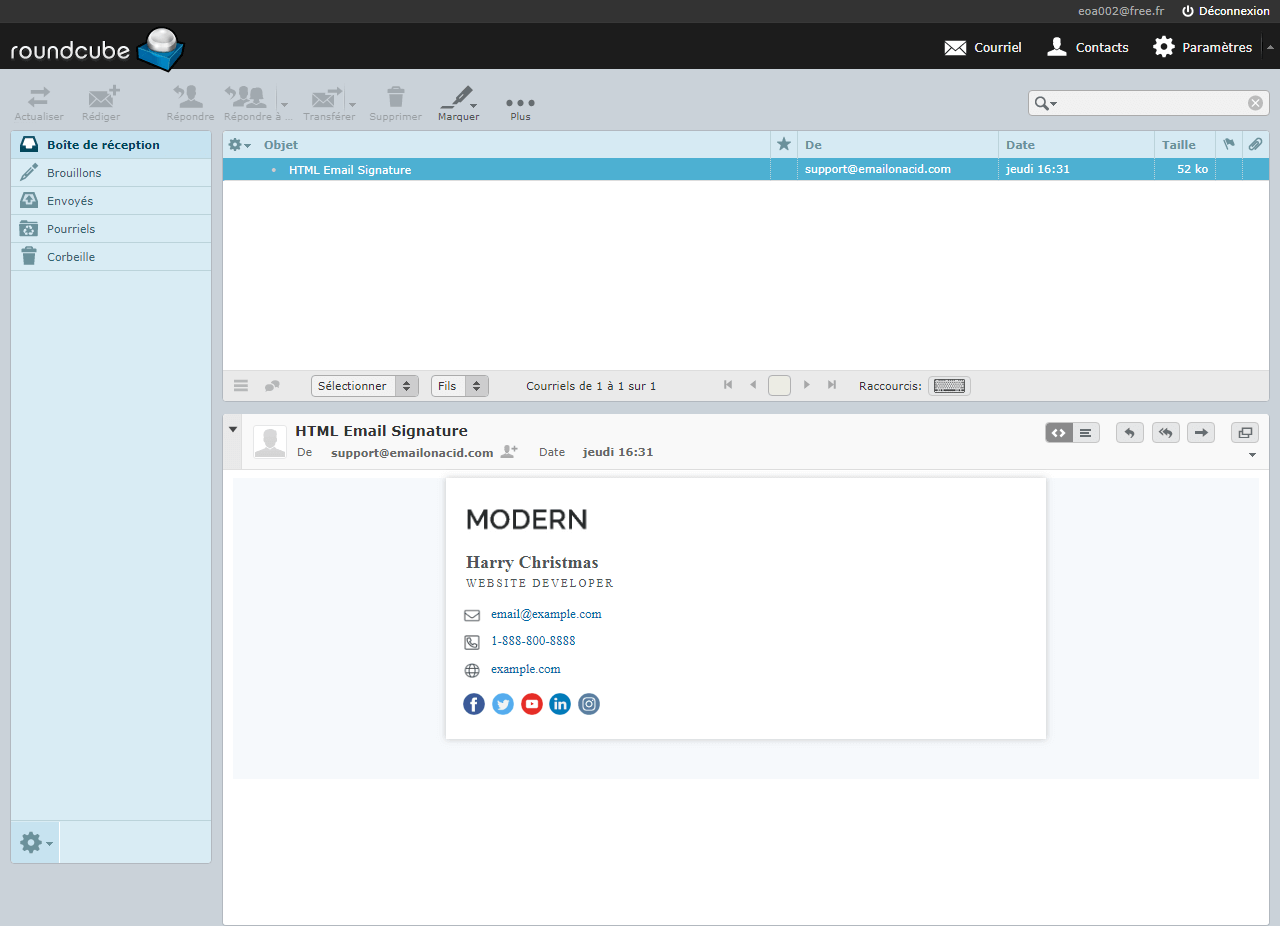 eoa002@free.fr Déconnexion
roundcube Courriel Contacts Paramètres
Actualiser Rédiger Répondre Répondre à ... Transférer Supprimer Marquer Plus
Boîte de réception
Brouillons
Envoyés
Pourriels
Corbeille
Objet De Date Taille
HTML Email Signature support@emailonacid.com jeudi 16:31 52 ko
Sélectionner Fils Courriels de 1 à 1 sur 1 Raccourcis:
HTML Email Signature
De support@emailonacid.com Date jeudi 16:31
MODERN
Harry Christmas
WEBSITE DEVELOPER
email@example.com
1-888-800-8888
example.com